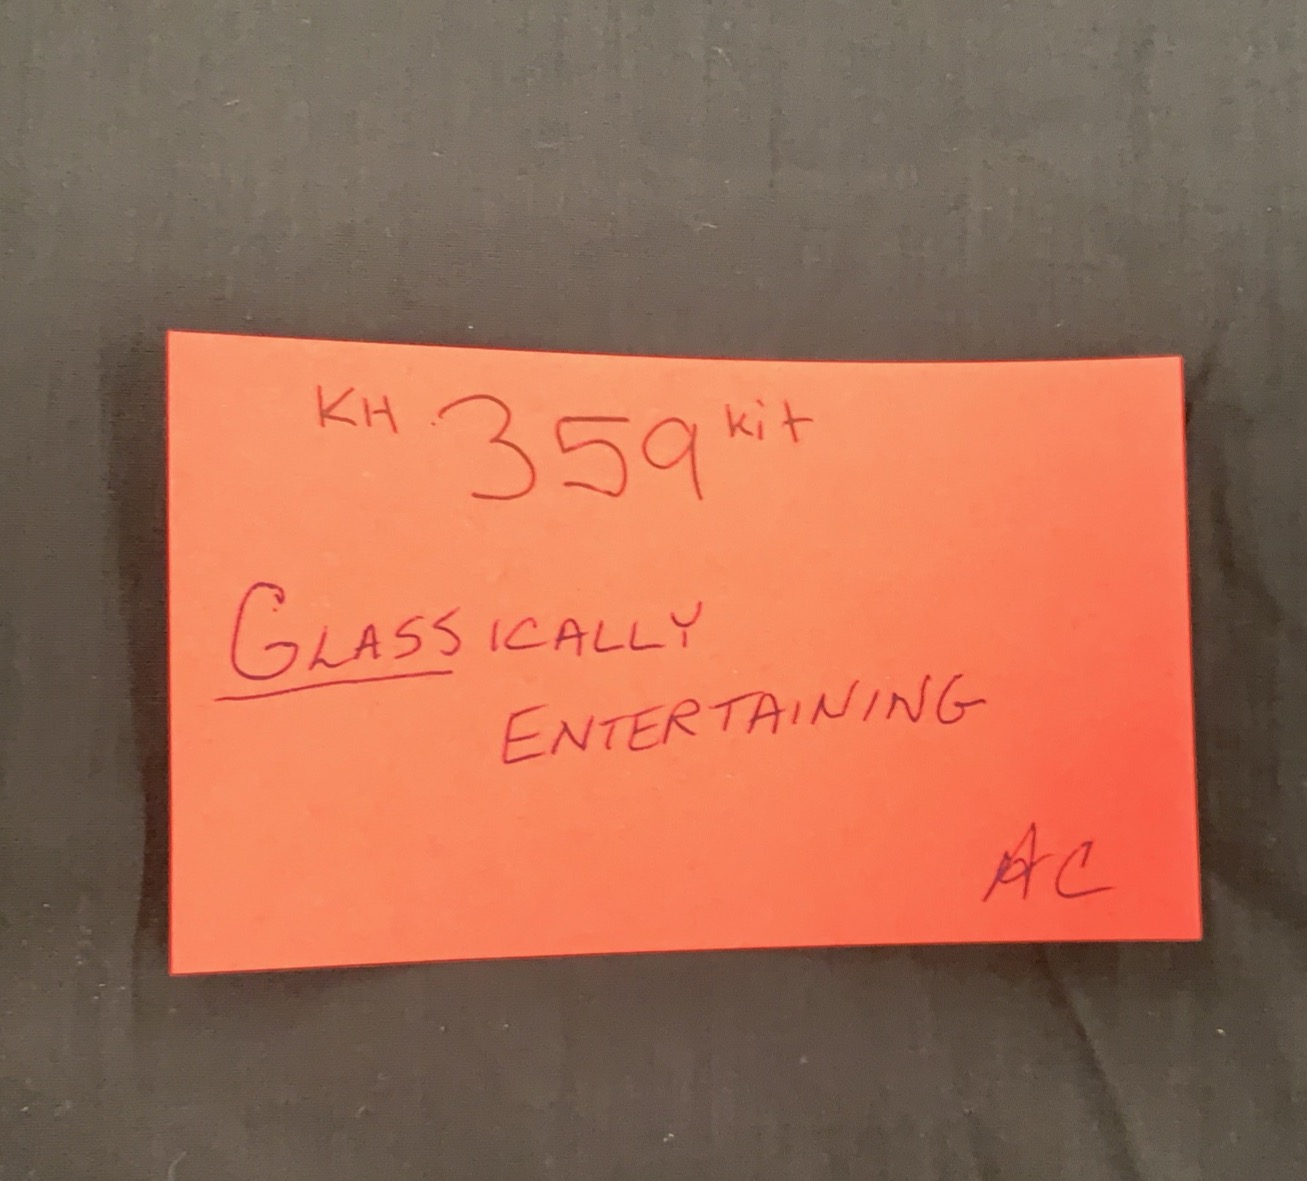 KH 359 kit
GLASSICALLY
ENTERTAINING
AC